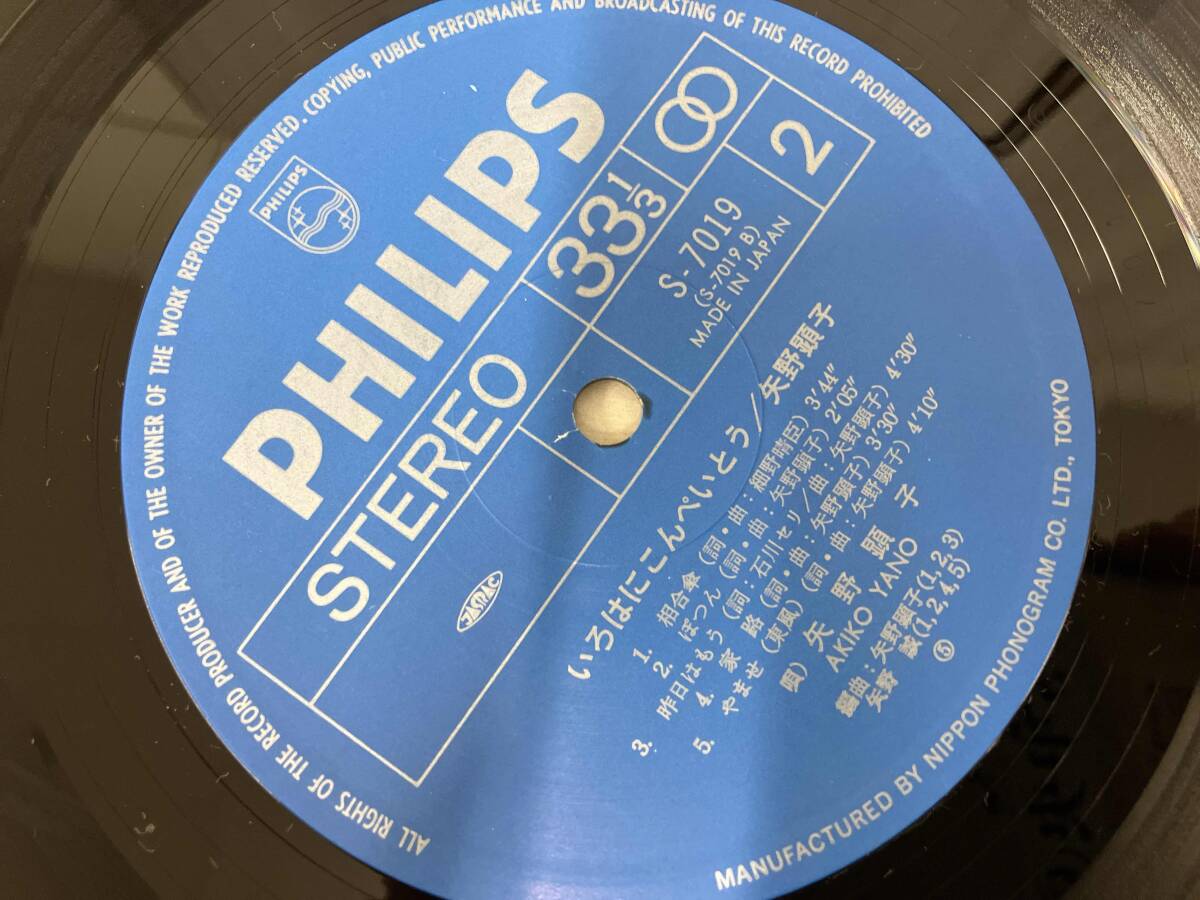 ALL RIGHTS OF THE RECORD PRODUCER AND OF THE OWNER OF THE WORK REPRODUCED RESERVED. COPYING, PUBLIC PERFORMANCE AND BROADCASTING OF THIS RECORD PROHIBITED
PHILIPS
PHILIPS
STEREO
33 1/3
2
S-7019
(S-7019 B)
MADE IN JAPAN
JASRAC
いろはにこんぺいとう/矢野顕子
1. 相合傘 (詞・曲:細野晴臣) 3'44"
2. ぽつん (詞・曲:矢野顕子) 2'05"
3. 昨日はもう (詞:石川セリ/曲:矢野顕子) 3'30"
4. 家路 (詞・曲:矢野顕子) 4'10"
5. やませ(東風) (詞・曲:矢野顕子) 4'30"
唄) 矢野顕子
AKIKO YANO
編曲:矢野顕子(1, 2, 3)
矢野 誠(1, 2, 4, 5)
⑤
MANUFACTURED BY NIPPON PHONOGRAM CO. LTD., TOKYO